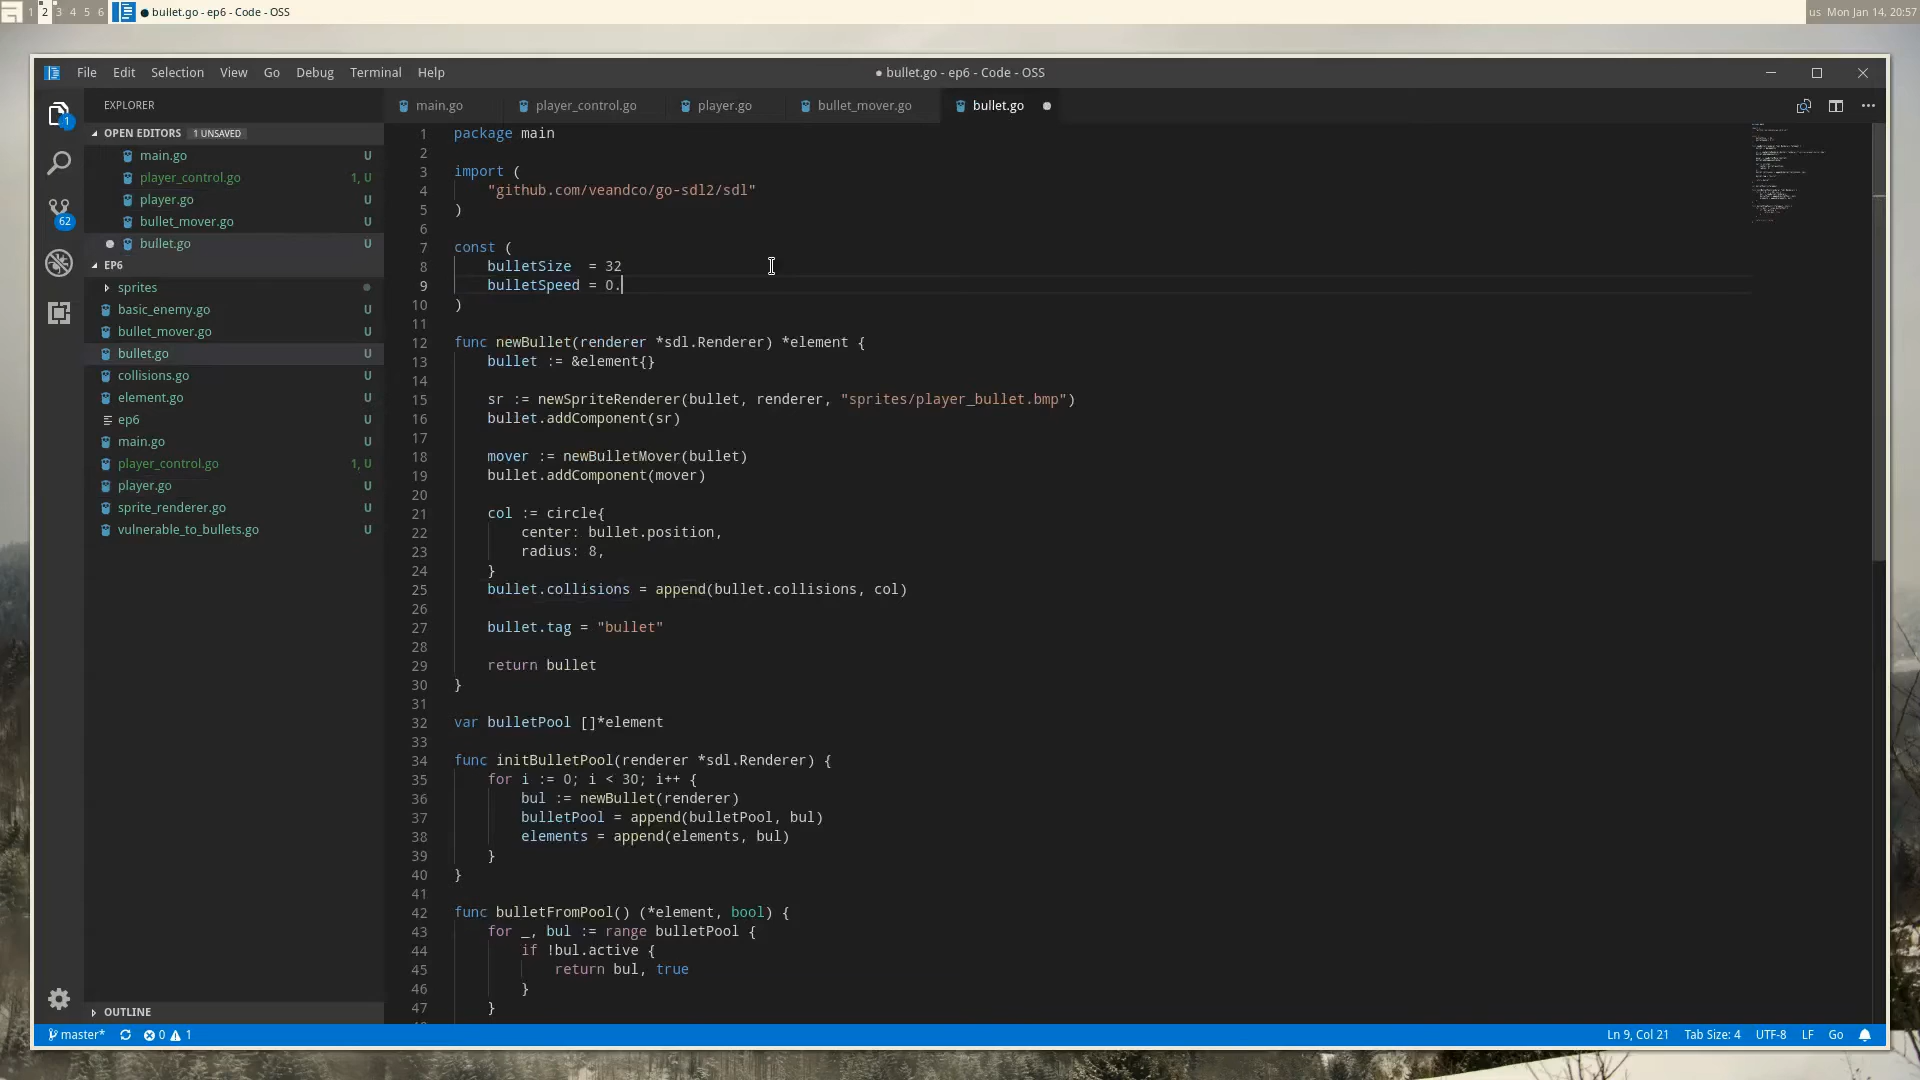 1 2 3 4 5 6 ● bullet.go - ep6 - Code - OSS us Mon Jan 14, 20:57
File Edit Selection View Go Debug Terminal Help ● bullet.go - ep6 - Code - OSS
EXPLORER
main.go player_control.go player.go bullet_mover.go bullet.go ●
OPEN EDITORS 1 UNSAVED
main.go U
player_control.go 1, U
player.go U
bullet_mover.go U
● bullet.go U
EP6
sprites
basic_enemy.go U
bullet_mover.go U
bullet.go U
collisions.go U
element.go U
ep6 U
main.go U
player_control.go 1, U
player.go U
sprite_renderer.go U
vulnerable_to_bullets.go U
OUTLINE
1
62
1 package main
2
3 import (
4     "github.com/veandco/go-sdl2/sdl"
5 )
6
7 const (
8     bulletSize  = 32
9     bulletSpeed = 0.
10 )
11
12 func newBullet(renderer *sdl.Renderer) *element {
13     bullet := &element{}
14
15     sr := newSpriteRenderer(bullet, renderer, "sprites/player_bullet.bmp")
16     bullet.addComponent(sr)
17
18     mover := newBulletMover(bullet)
19     bullet.addComponent(mover)
20
21     col := circle{
22         center: bullet.position,
23         radius: 8,
24     }
25     bullet.collisions = append(bullet.collisions, col)
26
27     bullet.tag = "bullet"
28
29     return bullet
30 }
31
32 var bulletPool []*element
33
34 func initBulletPool(renderer *sdl.Renderer) {
35     for i := 0; i < 30; i++ {
36         bul := newBullet(renderer)
37         bulletPool = append(bulletPool, bul)
38         elements = append(elements, bul)
39     }
40 }
41
42 func bulletFromPool() (*element, bool) {
43     for _, bul := range bulletPool {
44         if !bul.active {
45             return bul, true
46         }
47     }
master* 0 1 Ln 9, Col 21 Tab Size: 4 UTF-8 LF Go